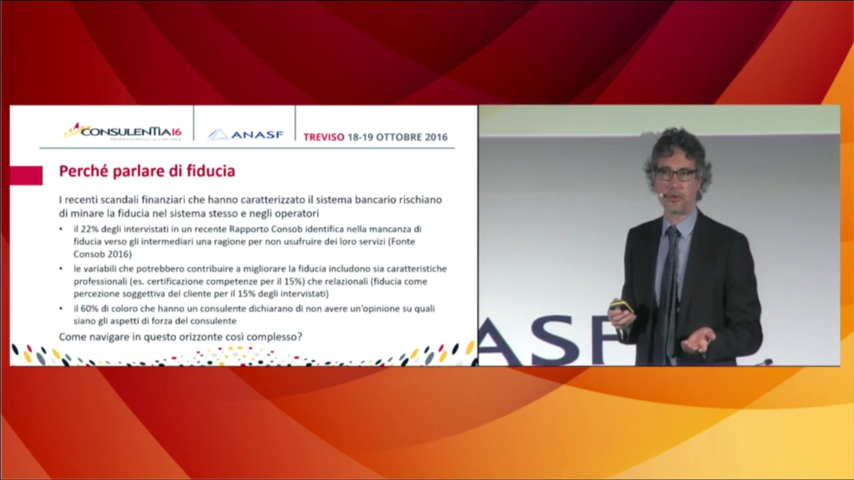 CONSULENTIA16
ANASF
TREVISO 18-19 OTTOBRE 2016
Perché parlare di fiducia
I recenti scandali finanziari che hanno caratterizzato il sistema bancario rischiano
di minare la fiducia nel sistema stesso e negli operatori
• il 22% degli intervistati in un recente Rapporto Consob identifica nella mancanza di
fiducia verso gli intermediari una ragione per non usufruire dei loro servizi (Fonte
Consob 2016)
• le variabili che potrebbero contribuire a migliorare la fiducia includono sia caratteristiche
professionali (es. certificazione competenze per il 15%) che relazionali (fiducia come
percezione soggettiva del cliente per il 15% degli intervistati)
• il 60% di coloro che hanno un consulente dichiarano di non avere un'opinione su quali
siano gli aspetti di forza del consulente
Come navigare in questo orizzonte così complesso?
NASF